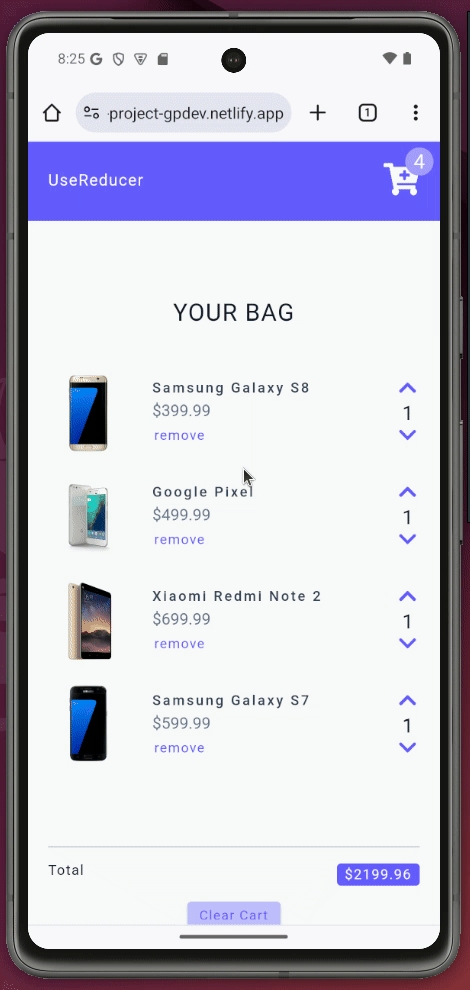 8:25
-project-gpdev.netlify.app
1
UseReducer
4
YOUR BAG
Samsung Galaxy S8
$399.99
1
remove
Google Pixel
$499.99
1
remove
Xiaomi Redmi Note 2
$699.99
1
remove
Samsung Galaxy S7
$599.99
1
remove
Total
$2199.96
Clear Cart